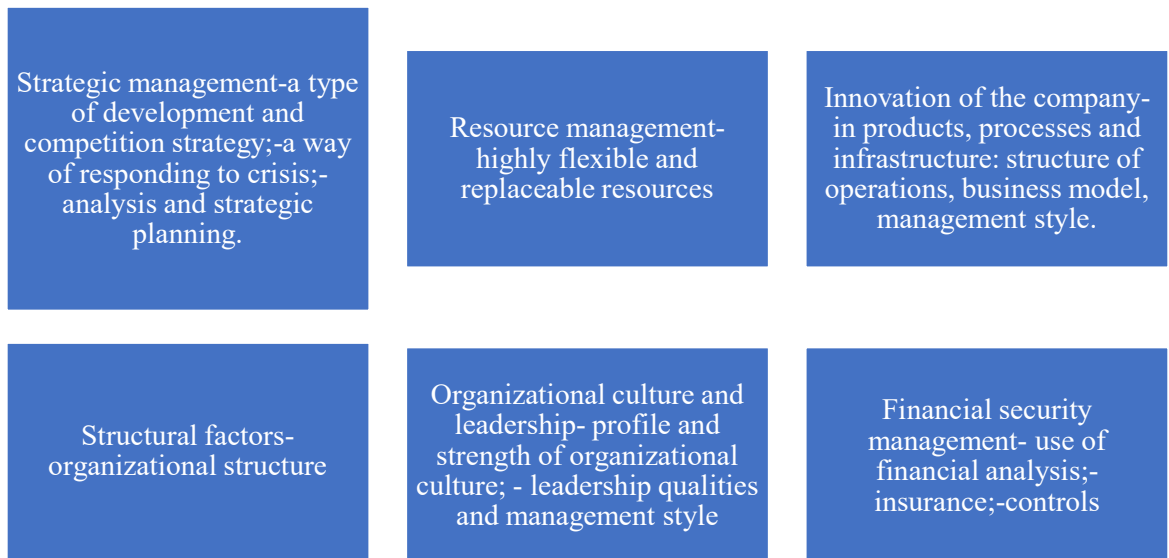 Strategic management-a type
of development and
competition strategy;-a way
of responding to crisis;-
analysis and strategic
planning.
Resource management-
highly flexible and
replaceable resources
Innovation of the company-
in products, processes and
infrastructure: structure of
operations, business model,
management style.
Structural factors-
organizational structure
Organizational culture and
leadership- profile and
strength of organizational
culture; - leadership qualities
and management style
Financial security
management- use of
financial analysis;-
insurance;-controls